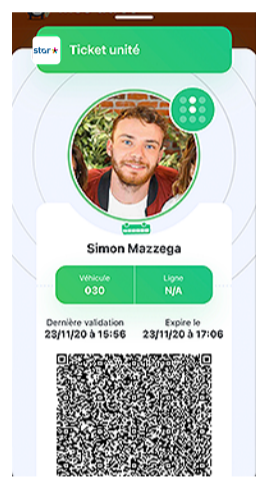 star
Ticket unité
Simon Mazzega
Véhicule
030
Ligne
N/A
Dernière validation
23/11/20 à 15:56
Expire le
23/11/20 à 17:06